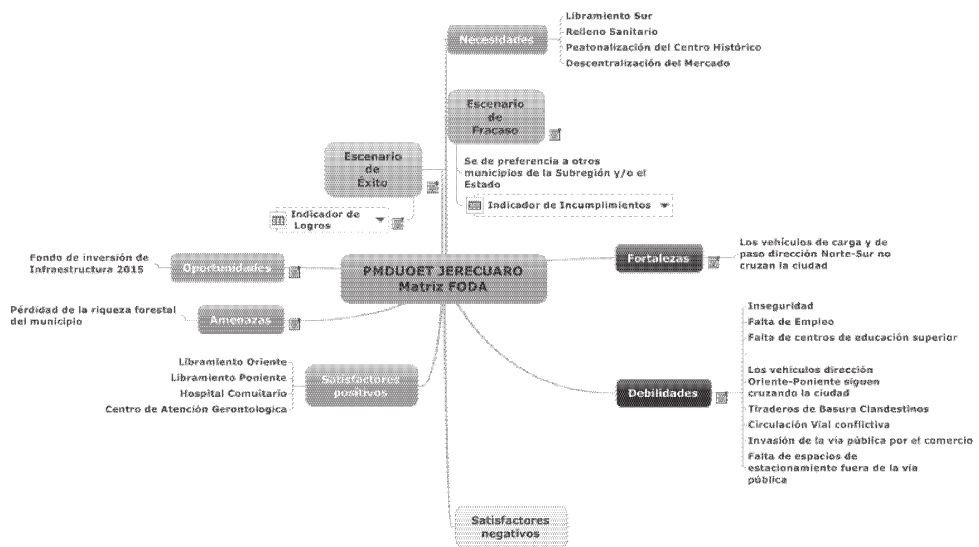 Necesidades
Libramiento Sur
Relleno Sanitario
Peatonalización del Centro Histórico
Descentralización del Mercado
Escenario
de
Fracaso
Se de preferencia a otros
municipios de la Subregión y/o el
Estado
Indicador de Incumplimientos
Escenario
de
Éxito
Indicador de
Logros
Fondo de inversión de
Infraestructura 2015
Oportunidades
PMDUOET JERECUARO
Matriz FODA
Fortalezas
Los vehículos de carga y de
paso dirección Norte-Sur no
cruzan la ciudad
Pérdidad de la riqueza forestal
del municipio
Amenazas
Libramiento Oriente
Libramiento Poniente
Hospital Comuitario
Centro de Atención Gerontologica
Satisfactores
positivos
Debilidades
Inseguridad
Falta de Empleo
Falta de centros de educación superior
Los vehículos dirección
Oriente-Poniente siguen
cruzando la ciudad
Tiraderos de Basura Clandestinos
Circulación Vial conflictiva
Invasión de la vía pública por el comercio
Falta de espacios de
estacionamiento fuera de la vía
pública
Satisfactores
negativos